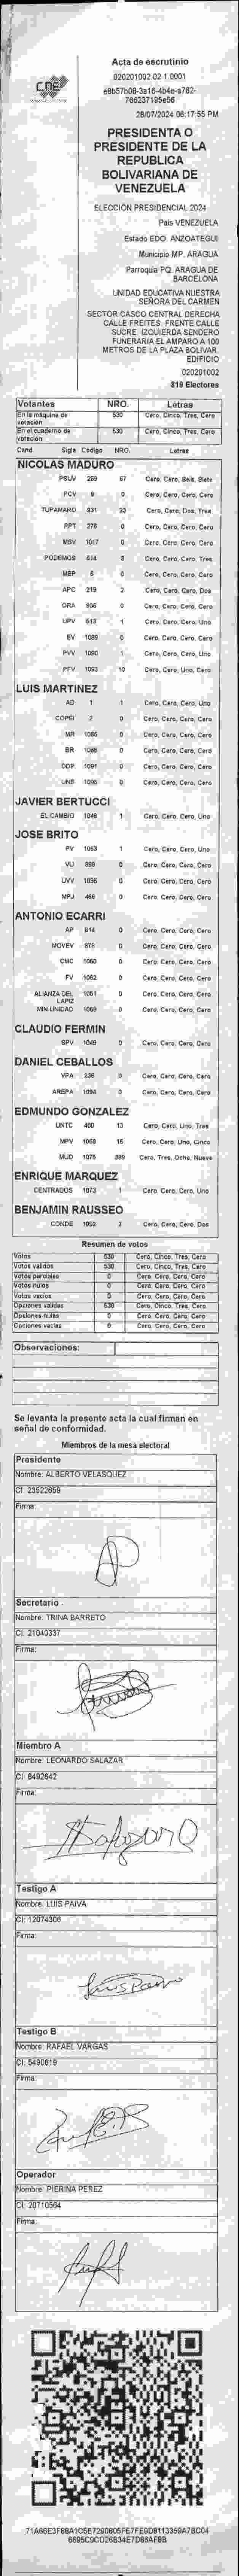 CNE
Acta de escrutinio
020201002.02.1.0001
28/07/2024 06:17:55 PM
PRESIDENTA O
PRESIDENTE DE LA
REPUBLICA
BOLIVARIANA DE
VENEZUELA
ELECCIÓN PRESIDENCIAL 2024
País VENEZUELA
Estado EDO. ANZOATEGUI
Municipio MP. ARAGUA
Parroquia PQ. ARAGUA DE
BARCELONA
UNIDAD EDUCATIVA NUESTRA
SEÑORA DEL CARMEN
SECTOR CASCO CENTRAL DERECHA
CALLE FREITES. FRENTE CALLE
SUCRE. IZQUIERDA SENDERO
FUNERARIA EL AMPARO A 100
METROS DE LA PLAZA BOLIVAR.
EDIFICIO
020201002
819 Electores
Votantes NRO. Letras
En la máquina de votación 530 Cero, Cinco, Tres, Cero
En el cuaderno de votación 530 Cero, Cinco, Tres, Cero
Cand. Sigla Código NRO. Letras
NICOLAS MADURO
PSUV 269 67 Cero, Cero, Seis, Siete
PCV 9 0 Cero, Cero, Cero, Cero
TUPAMARO 931 23 Cero, Cero, Dos, Tres
PPT 276 0 Cero, Cero, Cero, Cero
MSV 1017 0 Cero, Cero, Cero, Cero
PODEMOS 614 3 Cero, Cero, Cero, Tres
MEP 6 0 Cero, Cero, Cero, Cero
APC 219 2 Cero, Cero, Cero, Dos
ORA 906 0 Cero, Cero, Cero, Cero
UPV 613 1 Cero, Cero, Cero, Uno
EV 1089 0 Cero, Cero, Cero, Cero
PVV 1090 1 Cero, Cero, Cero, Uno
PFV 1093 10 Cero, Cero, Uno, Cero
LUIS MARTINEZ
AD 1 1 Cero, Cero, Cero, Uno
COPEI 2 0 Cero, Cero, Cero, Cero
MR 1065 0 Cero, Cero, Cero, Cero
BR 1088 0 Cero, Cero, Cero, Cero
DDP 1091 0 Cero, Cero, Cero, Cero
UNE 1095 0 Cero, Cero, Cero, Cero
JAVIER BERTUCCI
EL CAMBIO 1048 1 Cero, Cero, Cero, Uno
JOSE BRITO
PV 1053 1 Cero, Cero, Cero, Uno
VU 988 0 Cero, Cero, Cero, Cero
UVV 1096 0 Cero, Cero, Cero, Cero
MPJ 468 0 Cero, Cero, Cero, Cero
ANTONIO ECARRI
AP 914 0 Cero, Cero, Cero, Cero
MOVEV 878 0 Cero, Cero, Cero, Cero
CMC 1060 0 Cero, Cero, Cero, Cero
FV 1062 0 Cero, Cero, Cero, Cero
ALIANZA DEL LAPIZ 1051 0 Cero, Cero, Cero, Cero
MIN UNIDAD 1069 0 Cero, Cero, Cero, Cero
CLAUDIO FERMIN
SPV 1049 0 Cero, Cero, Cero, Cero
DANIEL CEBALLOS
VPA 236 0 Cero, Cero, Cero, Cero
AREPA 1094 0 Cero, Cero, Cero, Cero
EDMUNDO GONZALEZ
UNTC 460 13 Cero, Cero, Uno, Tres
MPV 1069 15 Cero, Cero, Uno, Cinco
MUD 1075 389 Cero, Tres, Ocho, Nueve
ENRIQUE MARQUEZ
CENTRADOS 1073 1 Cero, Cero, Cero, Uno
BENJAMIN RAUSSEO
CONDE 1092 2 Cero, Cero, Cero, Dos
Resumen de votos
Votos 530 Cero, Cinco, Tres, Cero
Votos válidos 530 Cero, Cinco, Tres, Cero
Votos parciales 0 Cero, Cero, Cero, Cero
Votos nulos 0 Cero, Cero, Cero, Cero
Votos vacíos 0 Cero, Cero, Cero, Cero
Opciones válidas 530 Cero, Cinco, Tres, Cero
Opciones nulas 0 Cero, Cero, Cero, Cero
Opciones vacías 0 Cero, Cero, Cero, Cero
Observaciones:
Se levanta la presente acta la cual firman en
señal de conformidad.
Miembros de la mesa electoral
Presidente
Nombre: ALBERTO VELASQUEZ
CI: 23522659
Firma:
Secretario
Nombre: TRINA BARRETO
CI: 21040337
Firma:
Miembro A
Nombre: LEONARDO SALAZAR
CI: 8492642
Firma:
Testigo A
Nombre: LUIS PAIVA
CI: 12074306
Firma:
Testigo B
Nombre: RAFAEL VARGAS
CI: 5490819
Firma:
Operador
Nombre: PIERINA PEREZ
CI: 20710564
Firma: